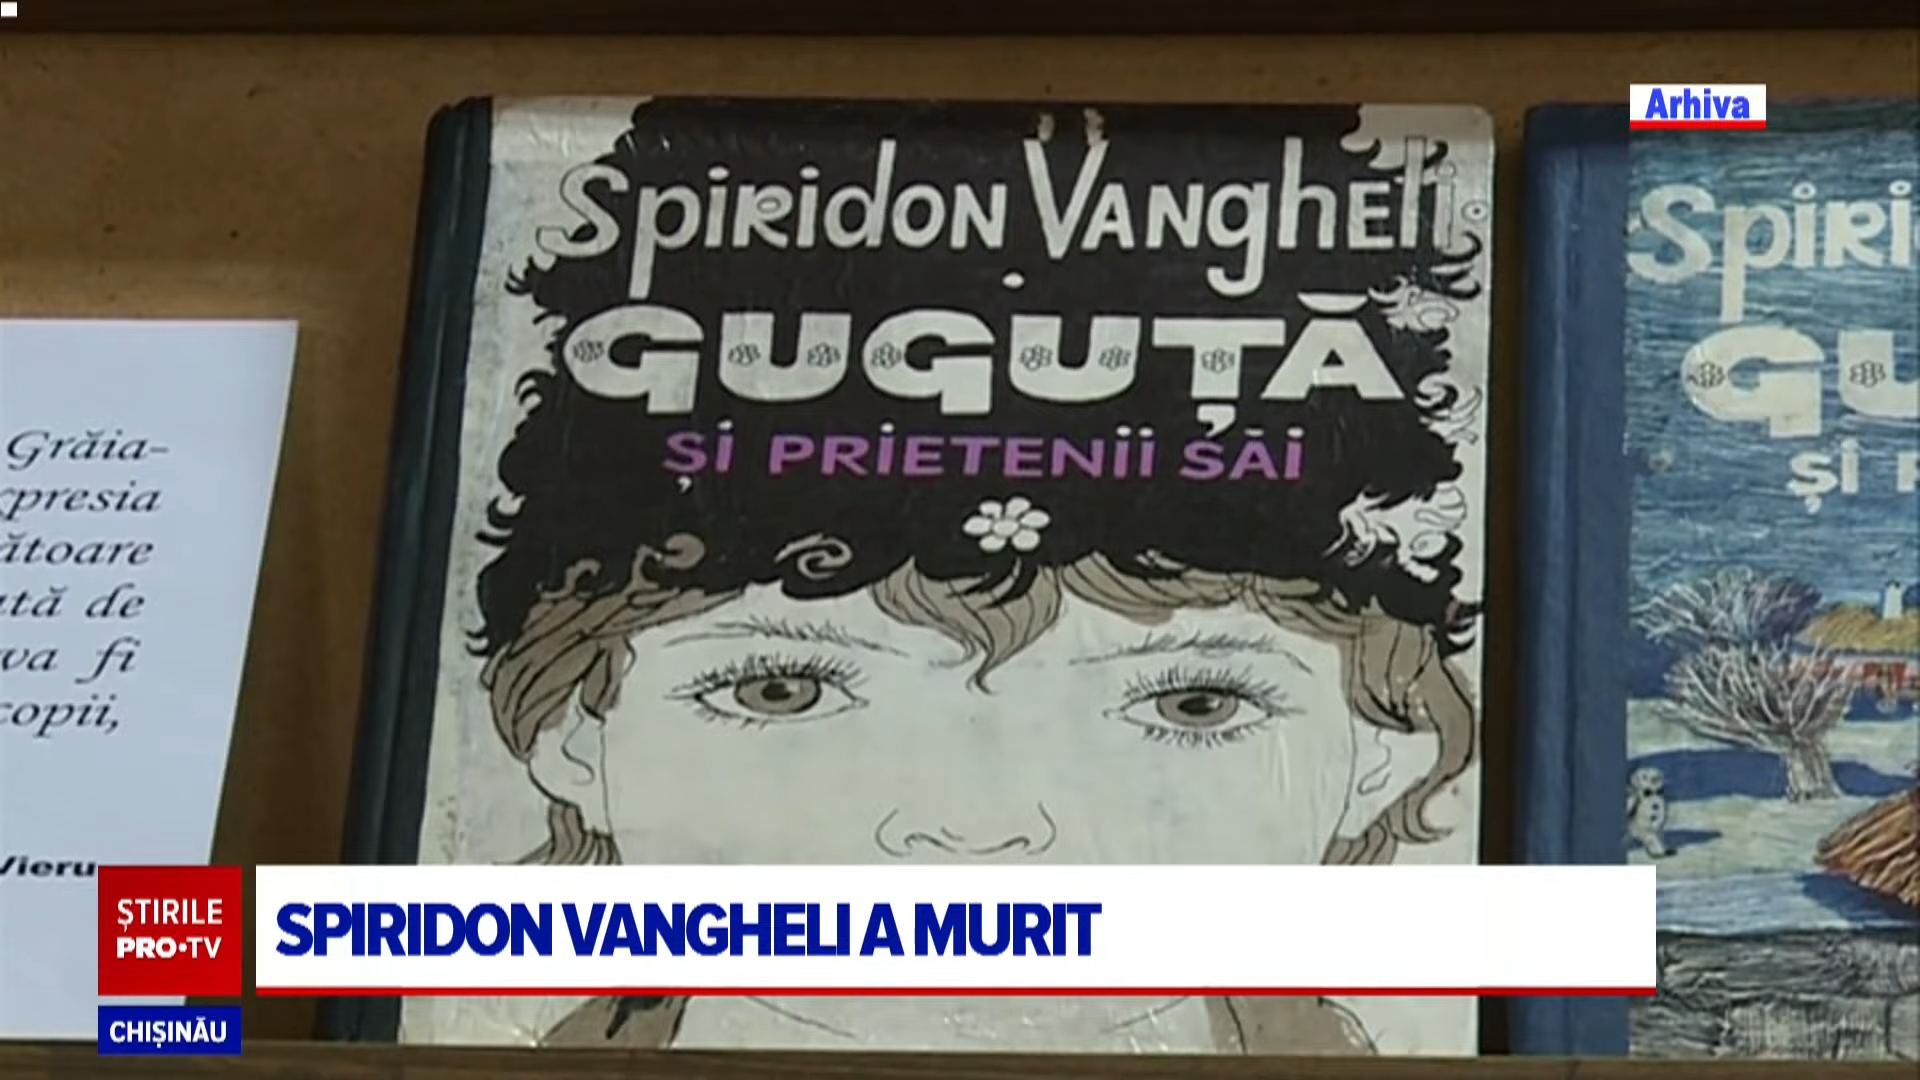 Arhiva
Spiridon Vangheli
GUGUȚĂ
ȘI PRIETENII SĂI
Spiri
GU
ȘI P
Grăia-
xpresia
ătoare
tă de
va fi
copii,
Vieru
ȘTIRILE
PRO•TV
CHIȘINĂU
SPIRIDON VANGHELI A MURIT